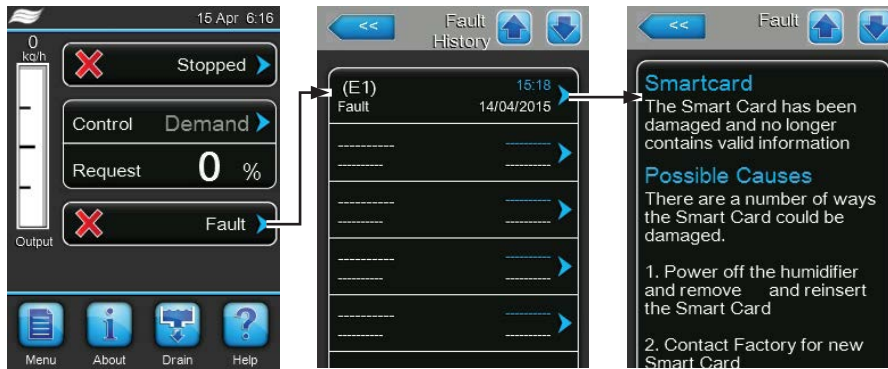 15 Apr 6:16
0
kg/h
Stopped
Control Demand
Request 0 %
Fault
Output
Menu About Drain Help
<<
Fault
History
(E1) 15:18
Fault 14/04/2015
---------- ----------
---------- ----------
---------- ----------
---------- ----------
---------- ----------
---------- ----------
---------- ----------
---------- ----------
<<
Fault
Smartcard
The Smart Card has been
damaged and no longer
contains valid information
Possible Causes
There are a number of ways
the Smart Card could be
damaged.
1. Power off the humidifier
and remove and reinsert
the Smart Card
2. Contact Factory for new
Smart Card